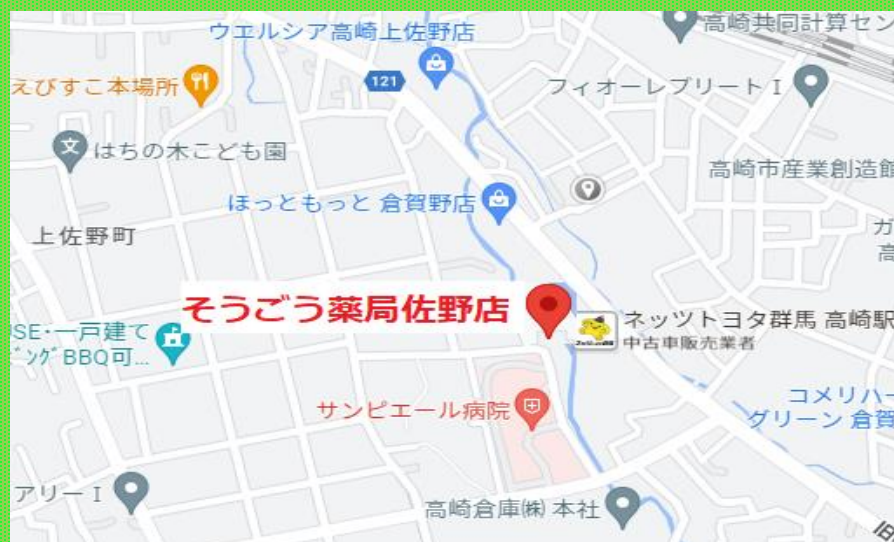 ウエルシア高崎上佐野店
高崎共同計算セン
えびすこ本場所
121
フィオーレプリートⅠ
文
はちの木こども園
高崎市産業創造館
ほっともっと 倉賀野店
上佐野町
ガ
高
そうごう薬局佐野店
ネッツトヨタ群馬 高崎駅
中古車販売業者
SE・一戸建て
ング BBQ可...
コメリハー
グリーン 倉賀
サンピエール病院
アリーⅠ
高崎倉庫㈱ 本社
旧